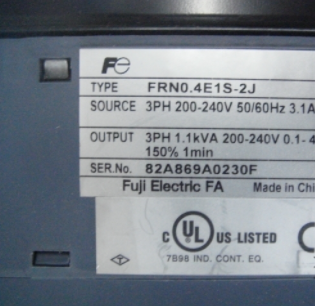 Fe
TYPE FRN0.4E1S-2J
SOURCE 3PH 200-240V 50/60Hz 3.1A
OUTPUT 3PH 1.1kVA 200-240V 0.1-4
150% 1min
SER.No. 82A869A0230F
Fuji Electric FA Made in Chi
C UL US LISTED C
7B98 IND. CONT. EQ.